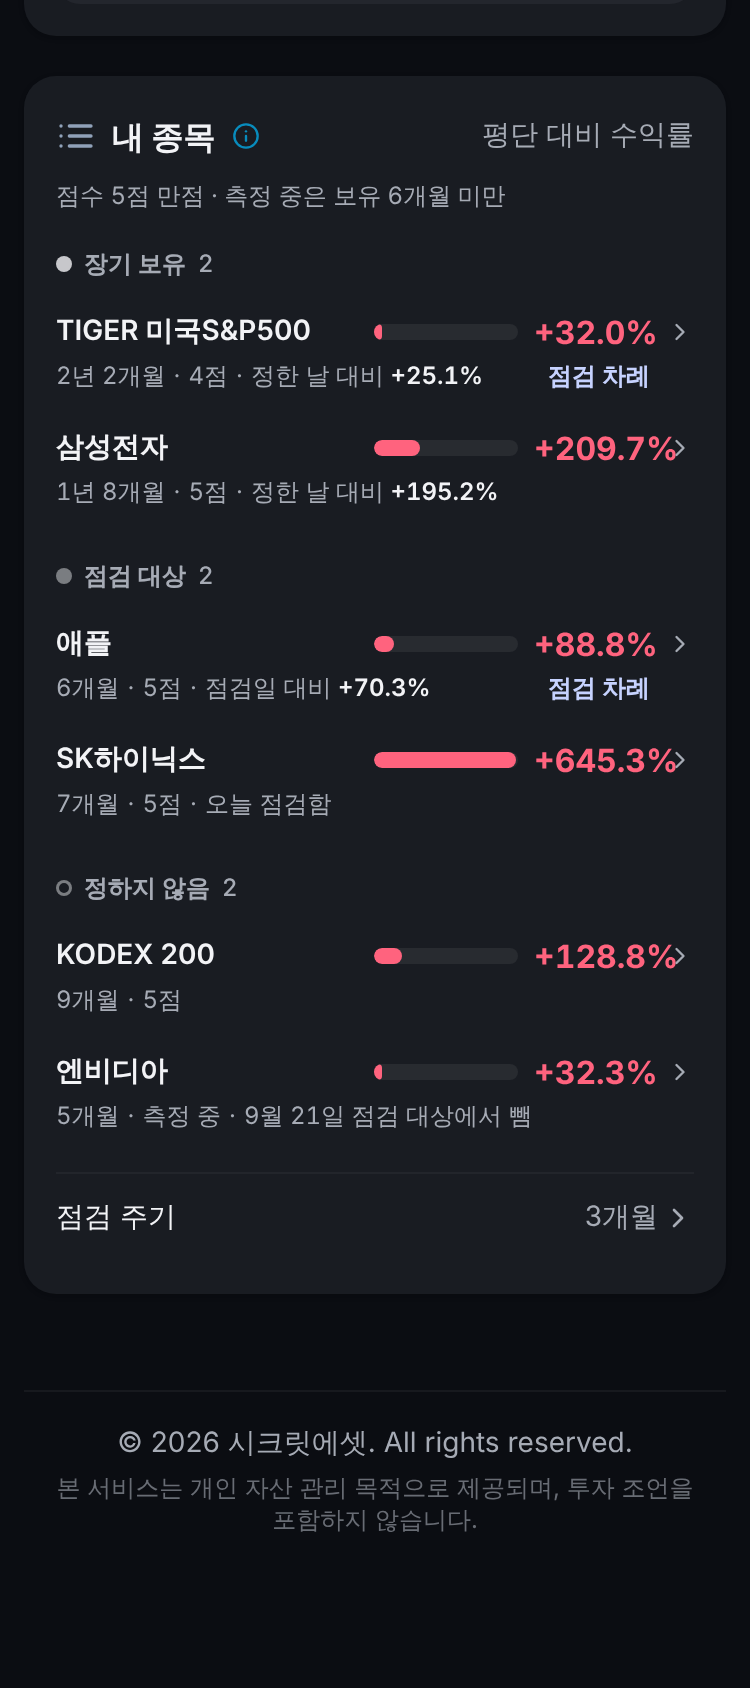 내 종목 평단 대비 수익률
점수 5점 만점 · 측정 중은 보유 6개월 미만
장기 보유 2
TIGER 미국S&P500 +32.0%
2년 2개월 · 4점 · 정한 날 대비 +25.1% 점검 차례
삼성전자 +209.7%
1년 8개월 · 5점 · 정한 날 대비 +195.2%
점검 대상 2
애플 +88.8%
6개월 · 5점 · 점검일 대비 +70.3% 점검 차례
SK하이닉스 +645.3%
7개월 · 5점 · 오늘 점검함
정하지 않음 2
KODEX 200 +128.8%
9개월 · 5점
엔비디아 +32.3%
5개월 · 측정 중 · 9월 21일 점검 대상에서 뺌
점검 주기 3개월
© 2026 시크릿에셋. All rights reserved.
본 서비스는 개인 자산 관리 목적으로 제공되며, 투자 조언을
포함하지 않습니다.